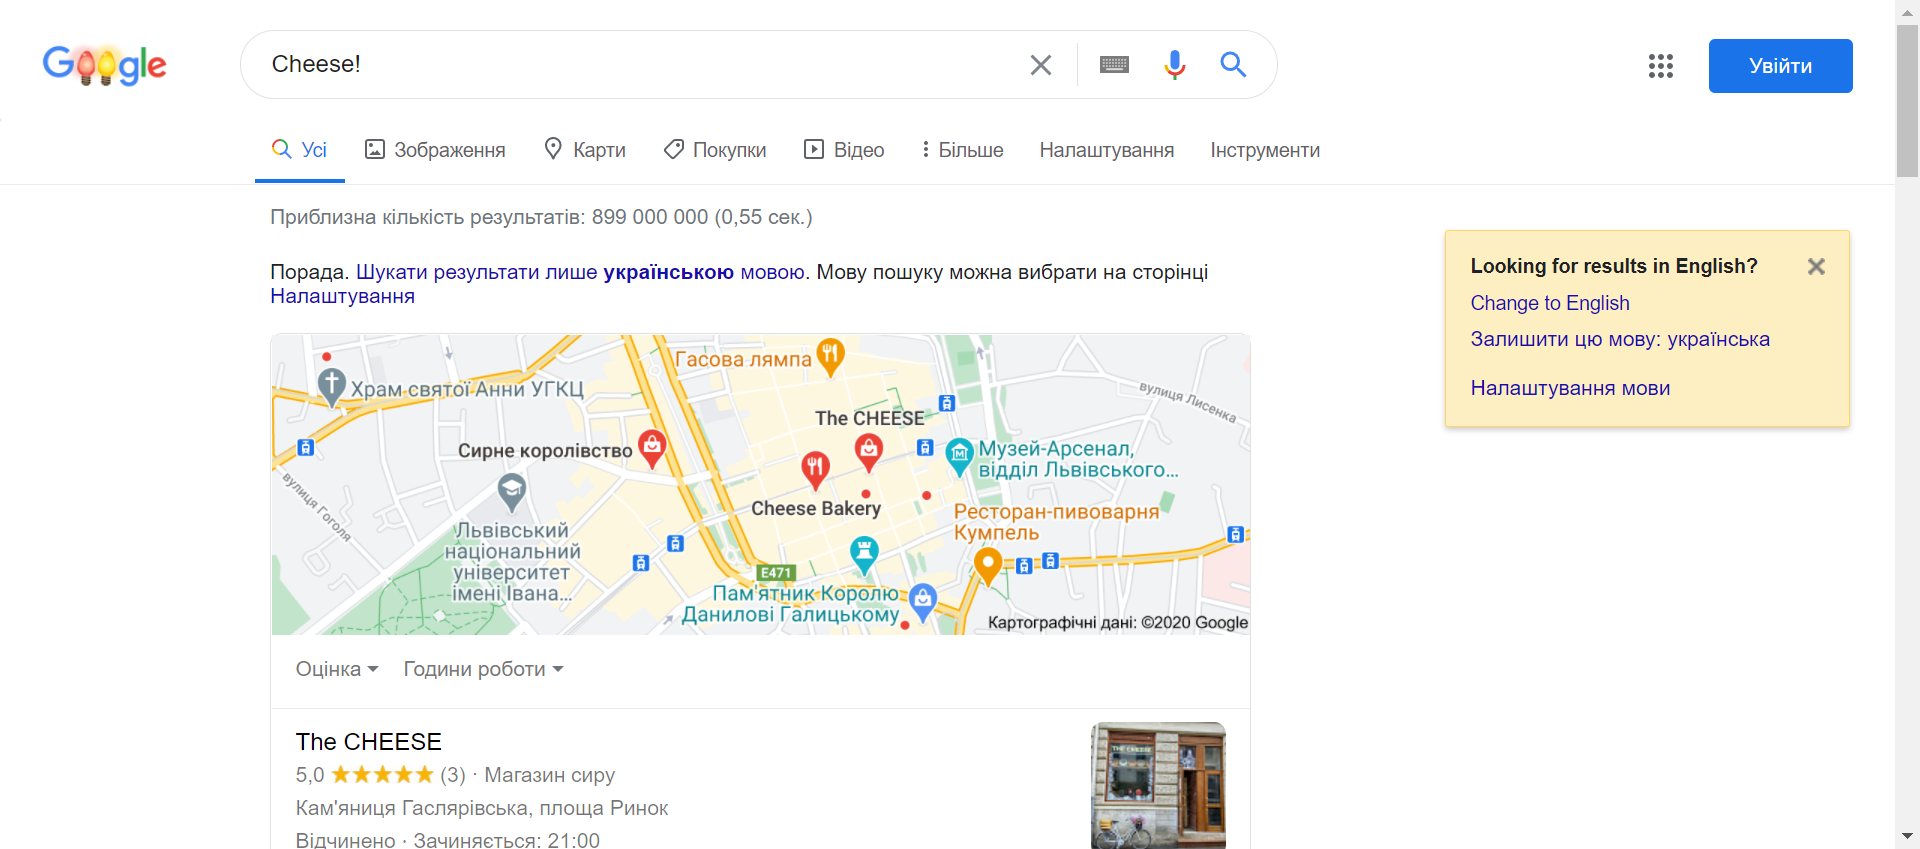 Google
Cheese!
Увійти
Усі
Зображення
Карти
Покупки
Відео
Більше
Налаштування
Інструменти
Приблизна кількість результатів: 899 000 000 (0,55 сек.)
Порада. Шукати результати лише українською мовою. Мову пошуку можна вибрати на сторінці
Налаштування
Looking for results in English?
Change to English
Залишити цю мову: українська
Налаштування мови
Гасова лямпа
Храм святої Анни УГКЦ
вулиця Лисенка
The CHEESE
Сирне королівство
Музей-Арсенал,
відділ Львівського...
вулиця Гоголя
Cheese Bakery
Ресторан-пивоварня
Кумпель
Львівський
національний
університет
імені Івана...
E471
Пам'ятник Королю
Данилові Галицькому
Картографічні дані: ©2020 Google
Оцінка
Години роботи
The CHEESE
5,0 (3) · Магазин сиру
Кам'яниця Гаслярівська, площа Ринок
Відчинено · Зачиняється: 21:00
THE CHEESE